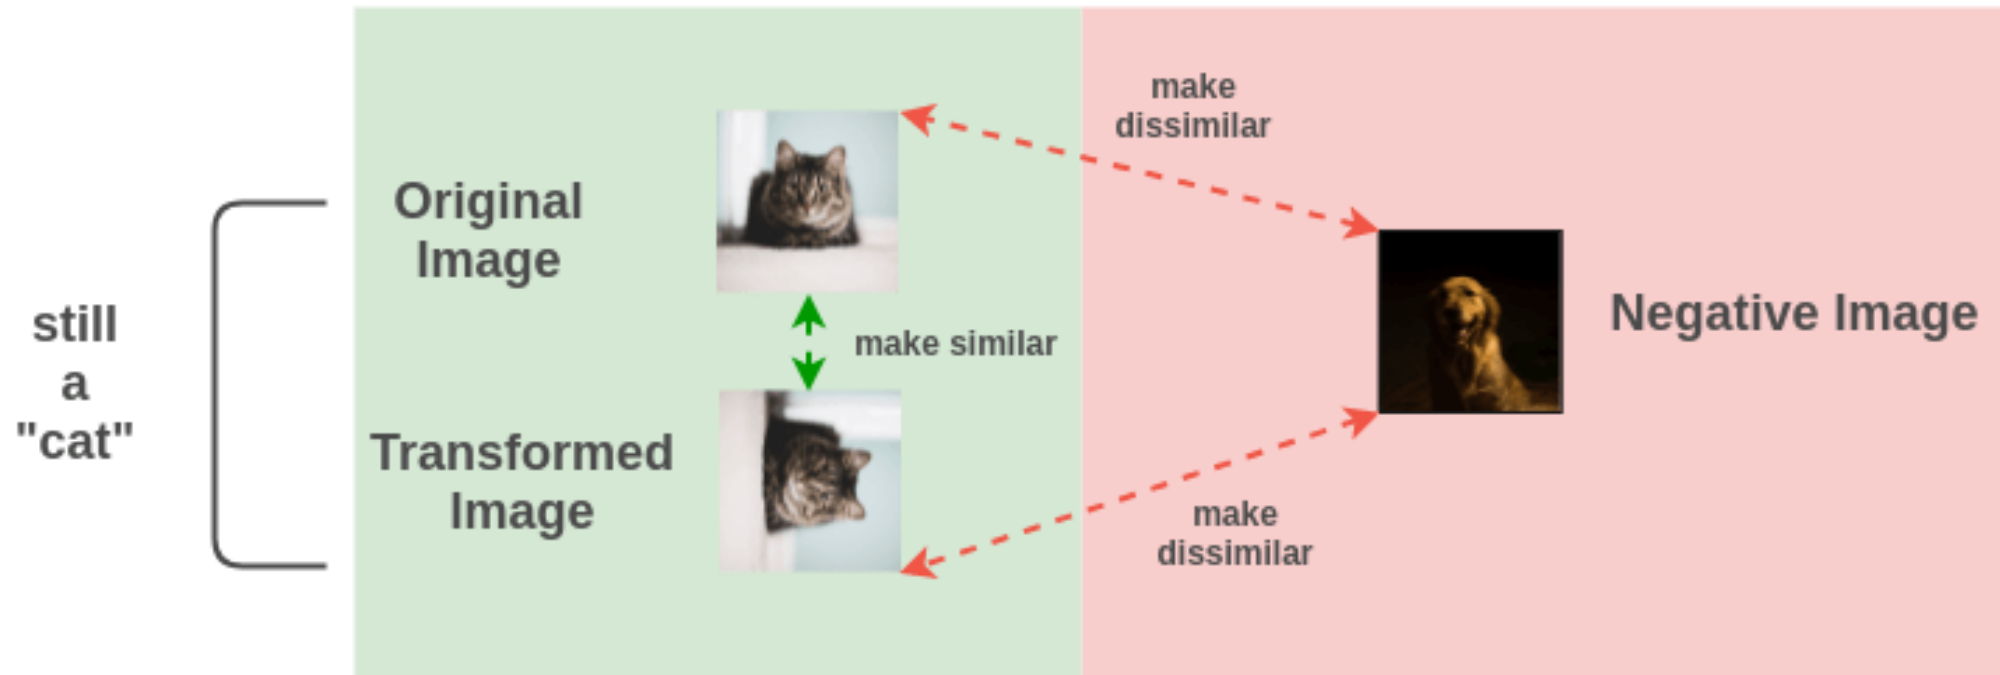 still
a
"cat"
Original
Image
make similar
Transformed
Image
make
dissimilar
make
dissimilar
Negative Image